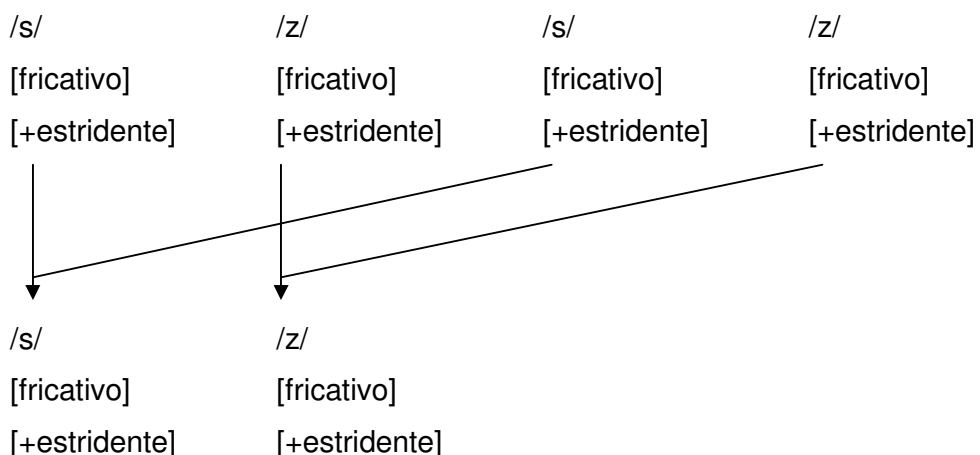 /s/ /z/ /s/ /z/
[fricativo] [fricativo] [fricativo] [fricativo]
[+estridente] [+estridente] [+estridente] [+estridente]
/s/ /z/
[fricativo] [fricativo]
[+estridente] [+estridente]